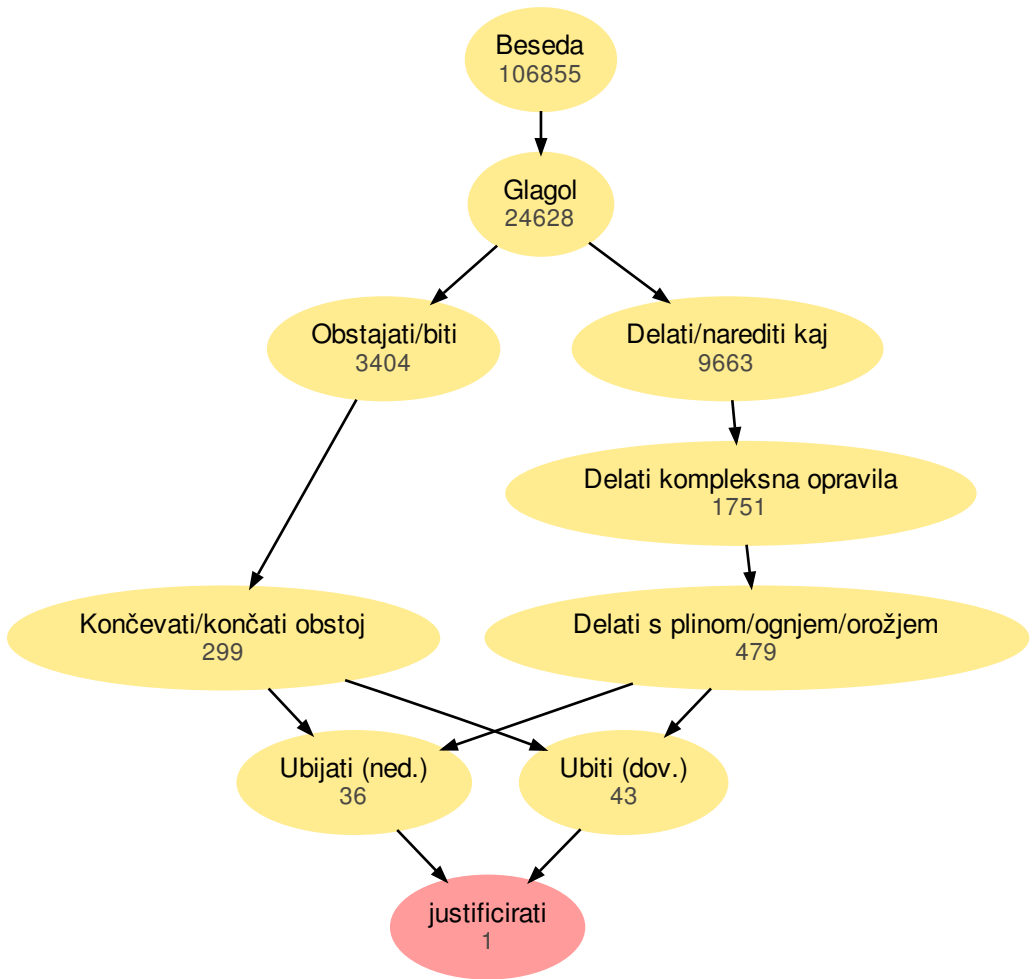 Beseda
106855
Glagol
24628
Obstajati/biti
3404
Delati/narediti kaj
9663
Delati kompleksna opravila
1751
Končevati/končati obstoj
299
Delati s plinom/ognjem/orožjem
479
Ubijati (ned.)
36
Ubiti (dov.)
43
justificirati
1